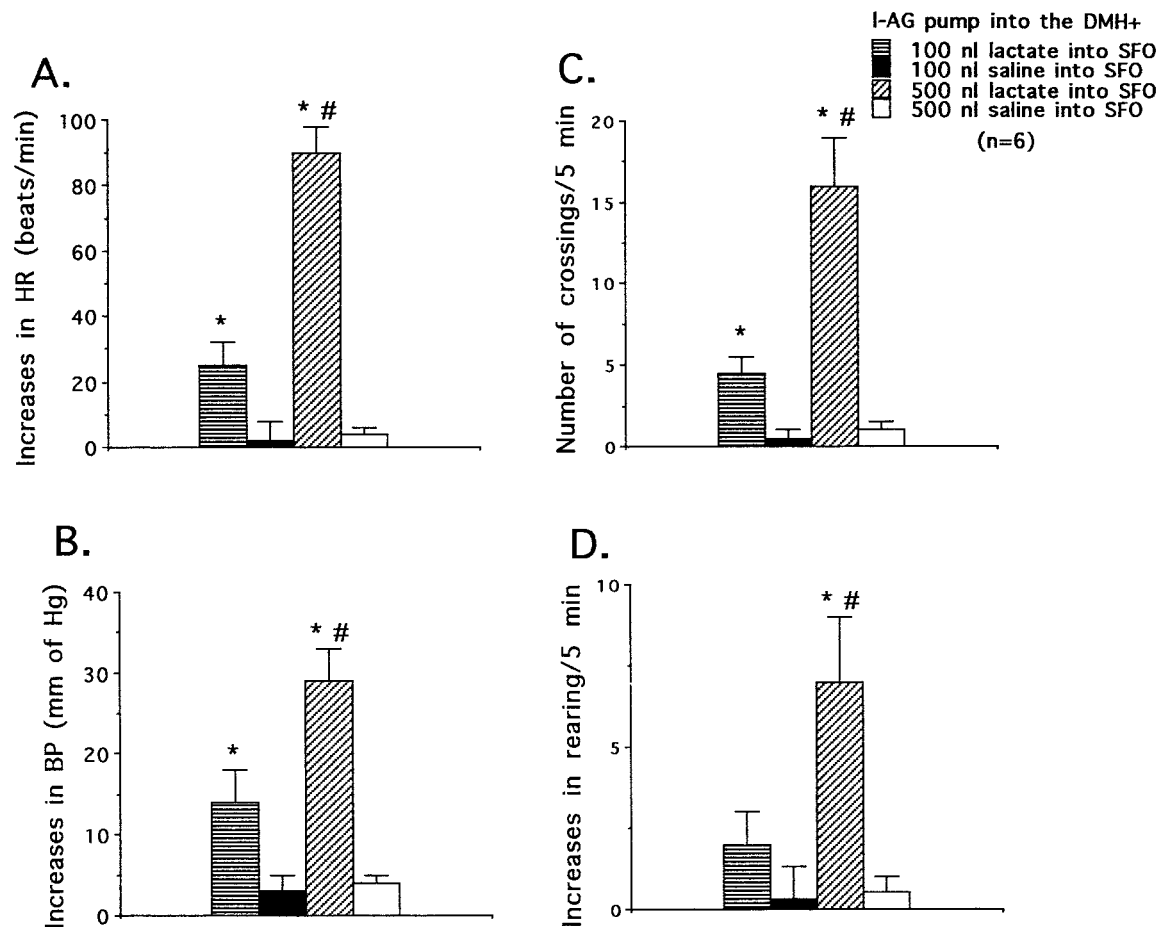 l-AG pump into the DMH+
100 nl lactate into SFO
100 nl saline into SFO
500 nl lactate into SFO
500 nl saline into SFO
(n=6)
A.
Increases in HR (beats/min)
100
80
60
40
20
0
*
* #
C.
Number of crossings/5 min
20
15
10
5
0
*
* #
B.
Increases in BP (mm of Hg)
40
30
20
10
0
*
* #
D.
Increases in rearing/5 min
10
5
0
* #